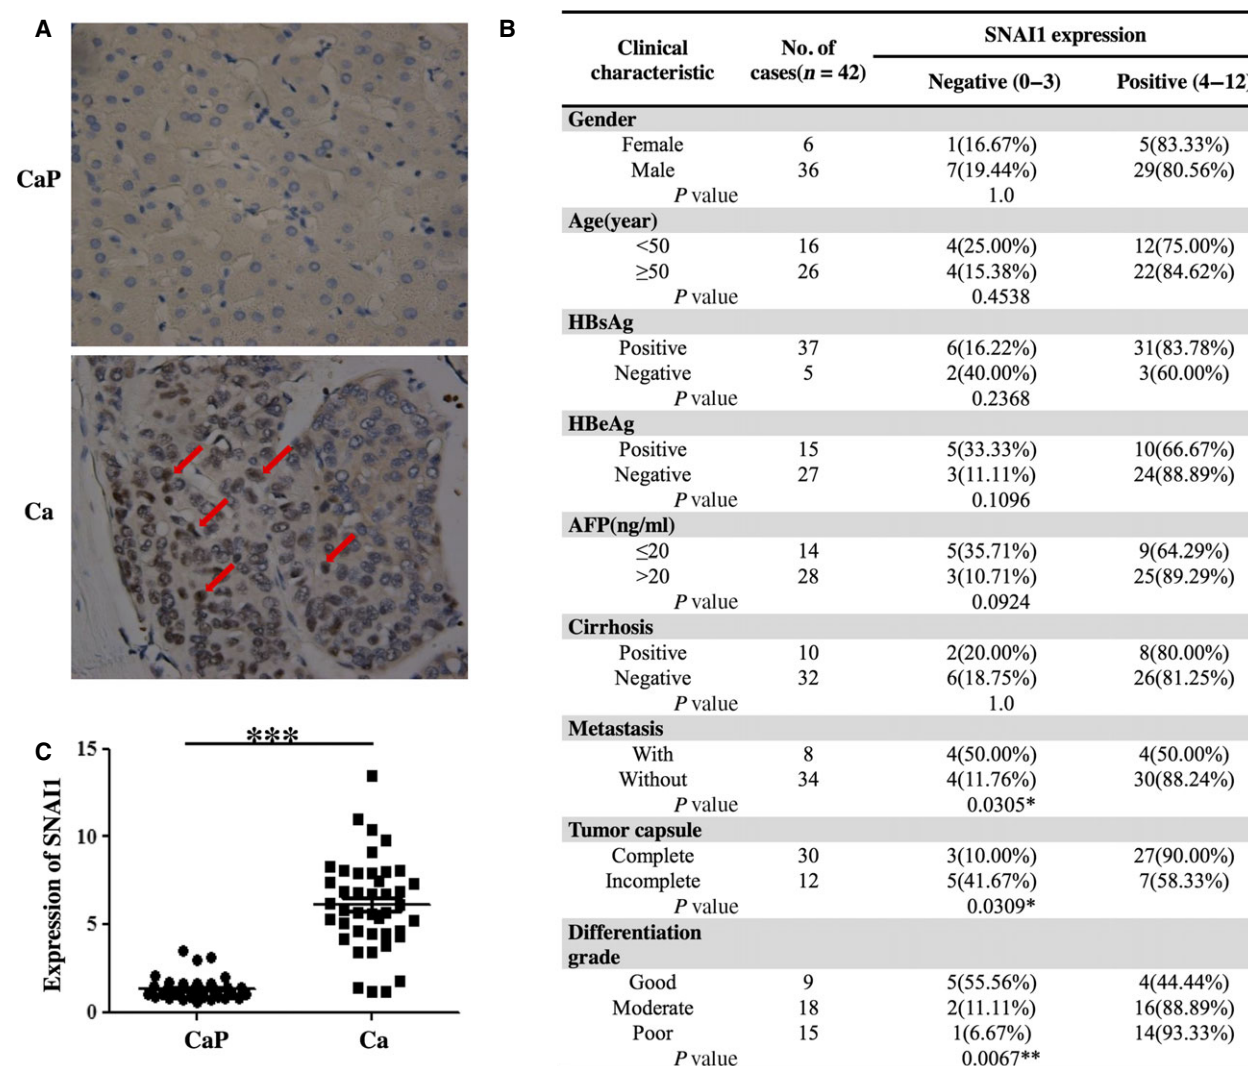 A
CaP
Ca
B
Clinical characteristic No. of cases(n = 42) SNAI1 expression
Negative (0–3) Positive (4–12)
Gender
Female 6 1(16.67%) 5(83.33%)
Male 36 7(19.44%) 29(80.56%)
P value 1.0
Age(year)
<50 16 4(25.00%) 12(75.00%)
≥50 26 4(15.38%) 22(84.62%)
P value 0.4538
HBsAg
Positive 37 6(16.22%) 31(83.78%)
Negative 5 2(40.00%) 3(60.00%)
P value 0.2368
HBeAg
Positive 15 5(33.33%) 10(66.67%)
Negative 27 3(11.11%) 24(88.89%)
P value 0.1096
AFP(ng/ml)
≤20 14 5(35.71%) 9(64.29%)
>20 28 3(10.71%) 25(89.29%)
P value 0.0924
Cirrhosis
Positive 10 2(20.00%) 8(80.00%)
Negative 32 6(18.75%) 26(81.25%)
P value 1.0
Metastasis
With 8 4(50.00%) 4(50.00%)
Without 34 4(11.76%) 30(88.24%)
P value 0.0305*
Tumor capsule
Complete 30 3(10.00%) 27(90.00%)
Incomplete 12 5(41.67%) 7(58.33%)
P value 0.0309*
Differentiation
grade
Good 9 5(55.56%) 4(44.44%)
Moderate 18 2(11.11%) 16(88.89%)
Poor 15 1(6.67%) 14(93.33%)
P value 0.0067**
C
***
Expression of SNAI1
15
10
5
0
CaP Ca